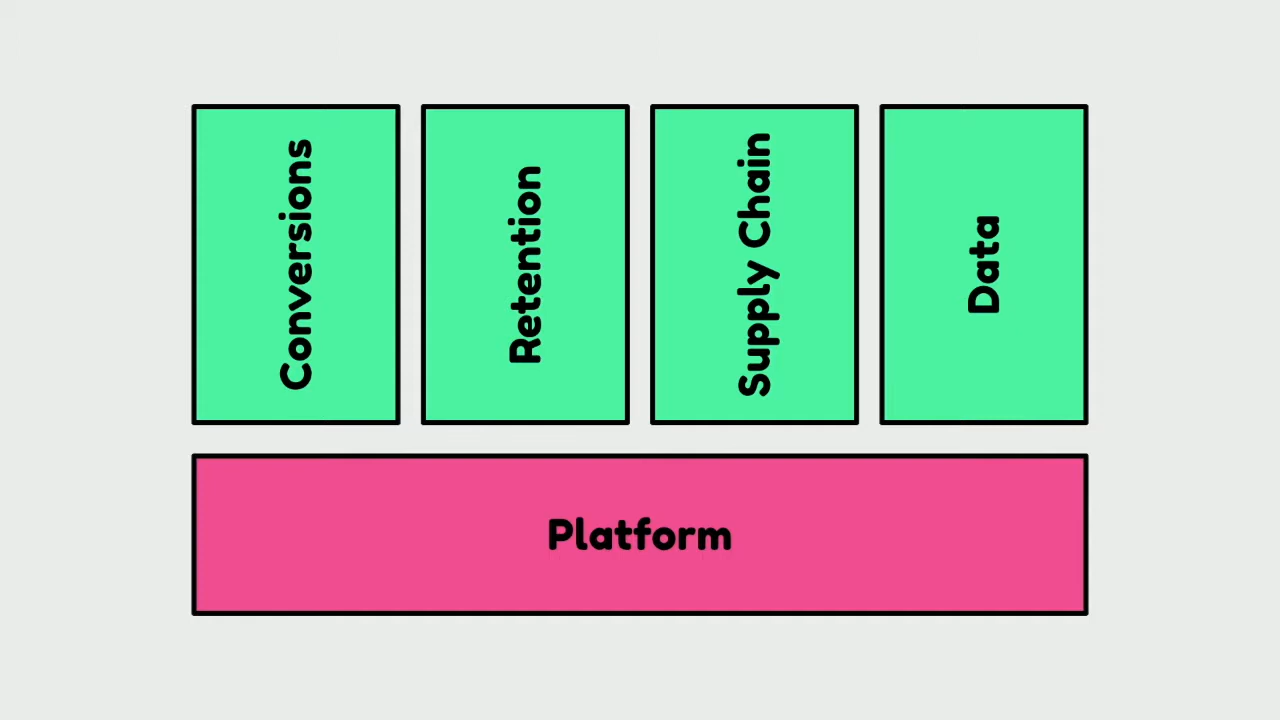 Conversions
Retention
Supply Chain
Data
Platform